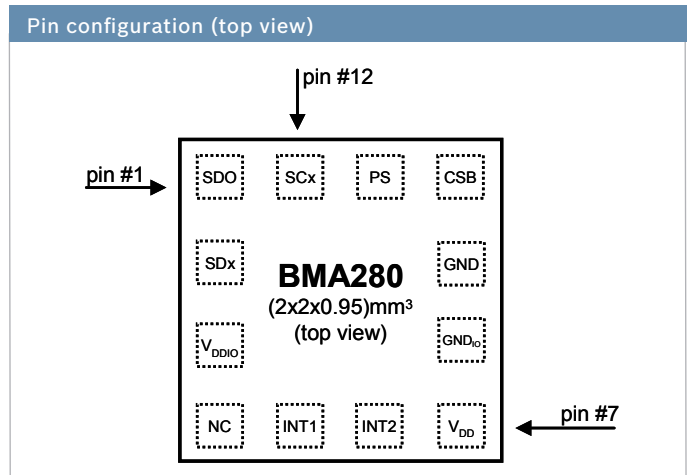 Pin configuration (top view)
pin #12
pin #1
SDO SCx PS CSB
SDx GND
BMA280
(2x2x0.95)mm³
(top view)
VDDIO GNDIO
NC INT1 INT2 VDD
pin #7